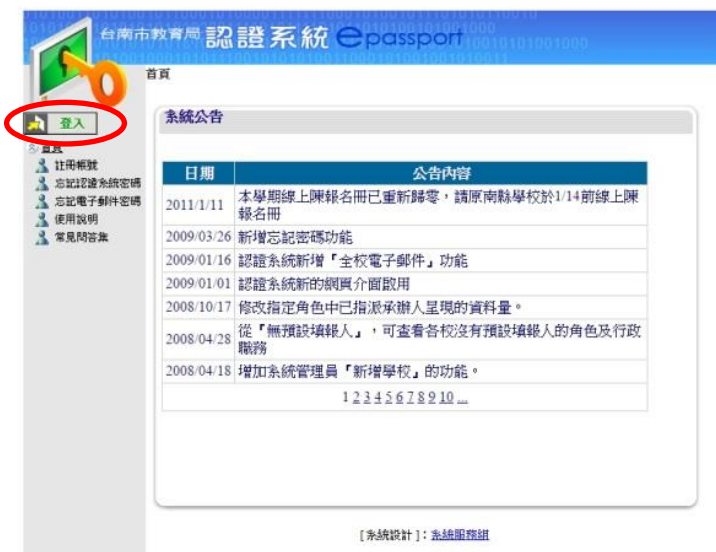 台南市教育局 認證系統 epassport
首頁
登入
首頁
註冊帳號
忘記認證系統密碼
忘記電子郵件密碼
使用說明
常見問答集
系統公告
日期 公告內容
2011/1/11 本學期線上陳報名冊已重新歸零，請原南縣學校於1/14前線上陳
報名冊
2009/03/26 新增忘記密碼功能
2009/01/16 認證系統新增『全校電子郵件』功能
2009/01/01 認證系統新的網頁介面啟用
2008/10/17 修改指定角色中已指派承辦人呈現的資料量。
2008/04/28 從『無預設填報人』，可查看各校沒有預設填報人的角色及行政
職務
2008/04/18 增加系統管理員『新增學校』的功能。
1 2 3 4 5 6 7 8 9 10 ...
[ 系統設計 ]：系統服務組